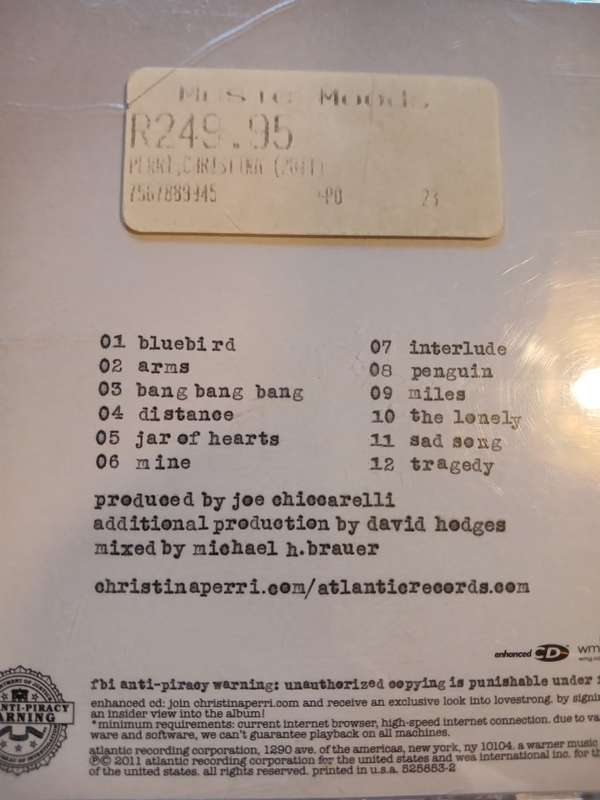 R249.95
PERRI,CHRISTINA (2011)
23
01 bluebird
02 arms
03 bang bang bang
04 distance
05 jar of hearts
06 mine
07 interlude
08 penguin
09 miles
10 the lonely
11 sad song
12 tragedy
produced by joe chiccarelli
additional production by david hodges
mixed by michael h.brauer
christinaperri.com/atlanticrecords.com
enhanced CD
fbi anti-piracy warning: unauthorized copying is punishable under
enhanced cd: join christinaperri.com and receive an exclusive look into lovestrong. by
an insider view into the album!
*minimum requirements: current internet browser, high-speed internet connection. due to
ware and software, we can't guarantee playback on all machines.
atlantic recording corporation, 1290 ave. of the americas, new york, ny 10104. a warner music
℗© 2011 atlantic recording corporation for the united states and wea international inc. for
of the united states. all rights reserved. printed in u.s.a. 525853-2
ANTI-PIRACY
WARNING